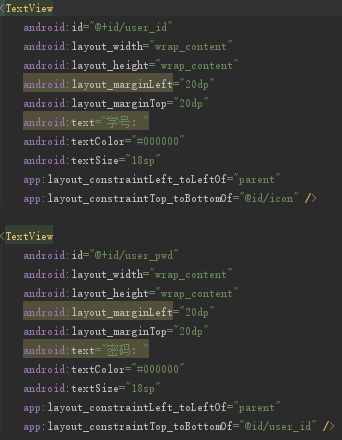 <TextView
android:id="@+id/user_id"
android:layout_width="wrap_content"
android:layout_height="wrap_content"
android:layout_marginLeft="20dp"
android:layout_marginTop="20dp"
android:text="学号："
android:textColor="#000000"
android:textSize="18sp"
app:layout_constraintLeft_toLeftOf="parent"
app:layout_constraintTop_toBottomOf="@id/icon" />
<TextView
android:id="@+id/user_pwd"
android:layout_width="wrap_content"
android:layout_height="wrap_content"
android:layout_marginLeft="20dp"
android:layout_marginTop="20dp"
android:text="密码："
android:textColor="#000000"
android:textSize="18sp"
app:layout_constraintLeft_toLeftOf="parent"
app:layout_constraintTop_toBottomOf="@id/user_id" />